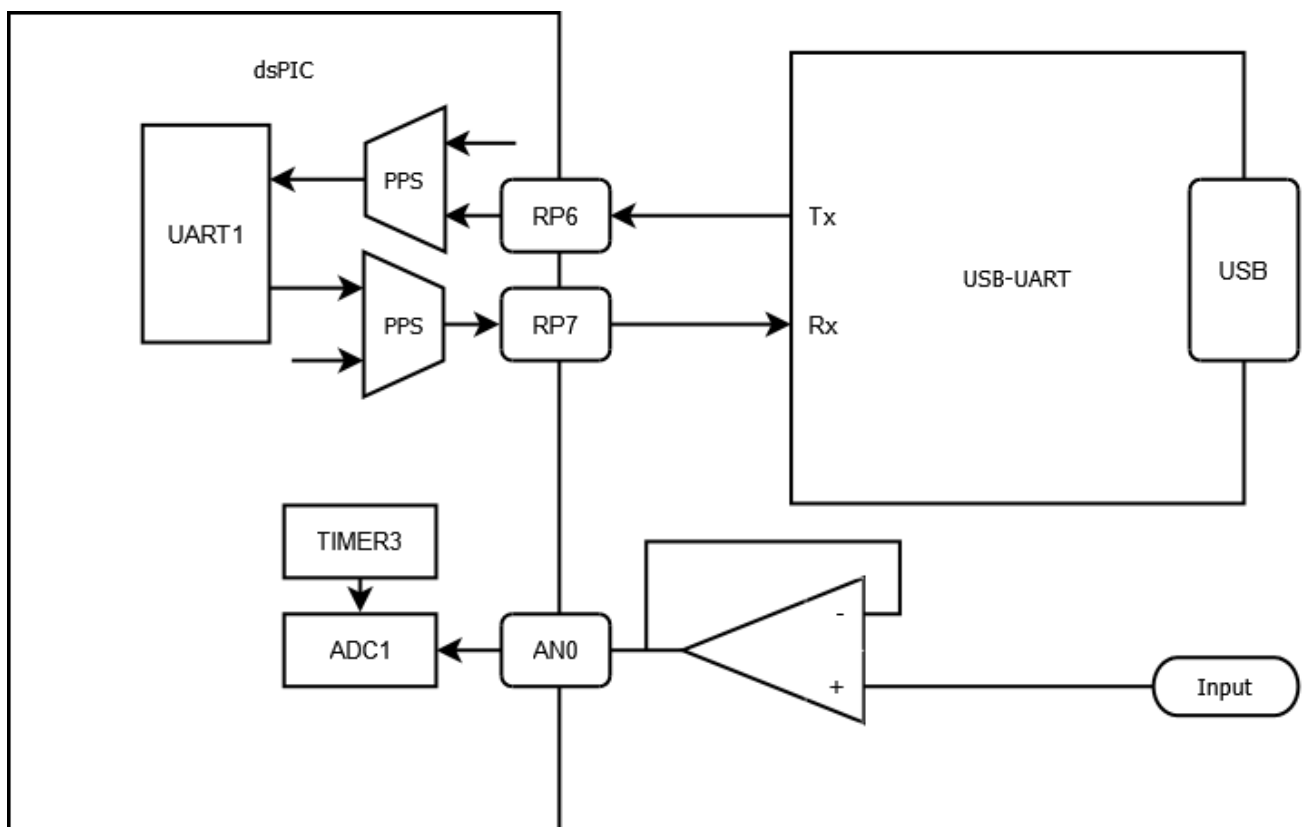 dsPIC
PPS
UART1
RP6
Tx
USB-UART
USB
PPS
RP7
Rx
TIMER3
ADC1
AN0
-
+
Input